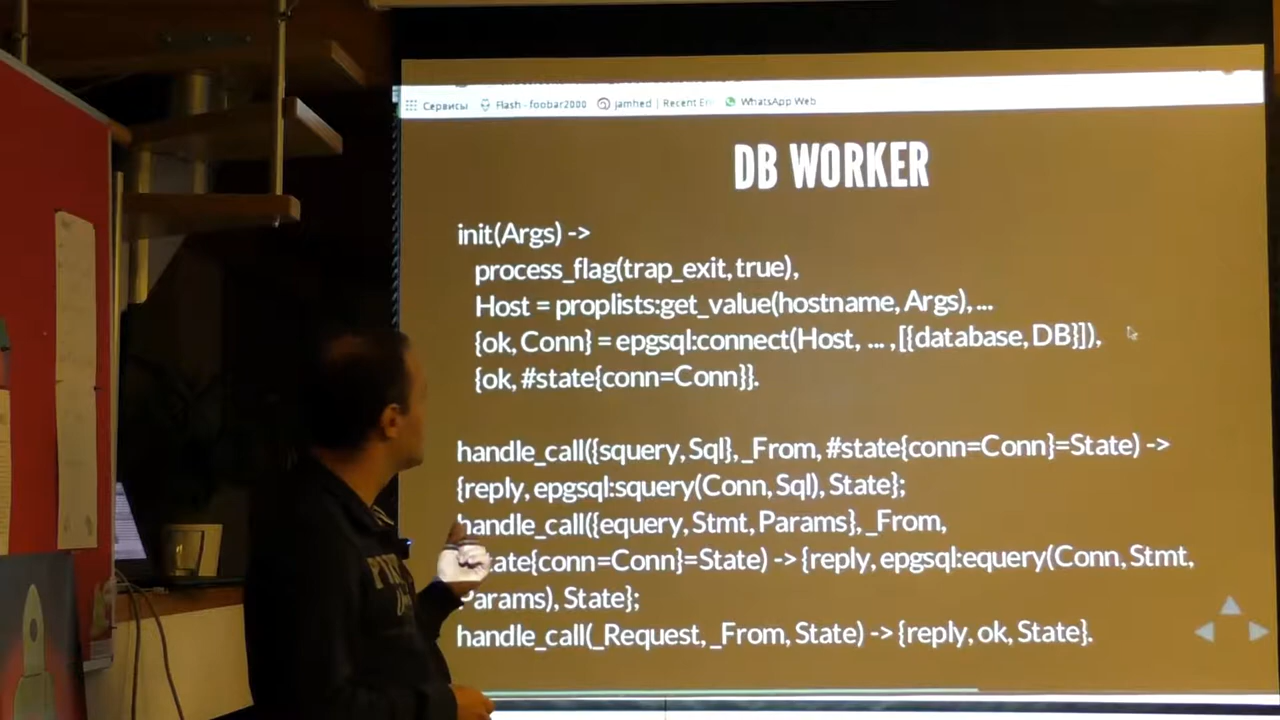 Сервисы Flash - foobar2000 jamhed | Recent En WhatsApp Web
DB WORKER
init(Args) ->
process_flag(trap_exit, true),
Host = proplists:get_value(hostname, Args), ...
{ok, Conn} = epgsql:connect(Host, ... , [{database, DB}]),
{ok, #state{conn=Conn}}.
handle_call({squery, Sql}, _From, #state{conn=Conn}=State) ->
{reply, epgsql:squery(Conn, Sql), State};
handle_call({equery, Stmt, Params}, _From,
tate{conn=Conn}=State) -> {reply, epgsql:equery(Conn, Stmt,
Params), State};
handle_call(_Request, _From, State) -> {reply, ok, State}.